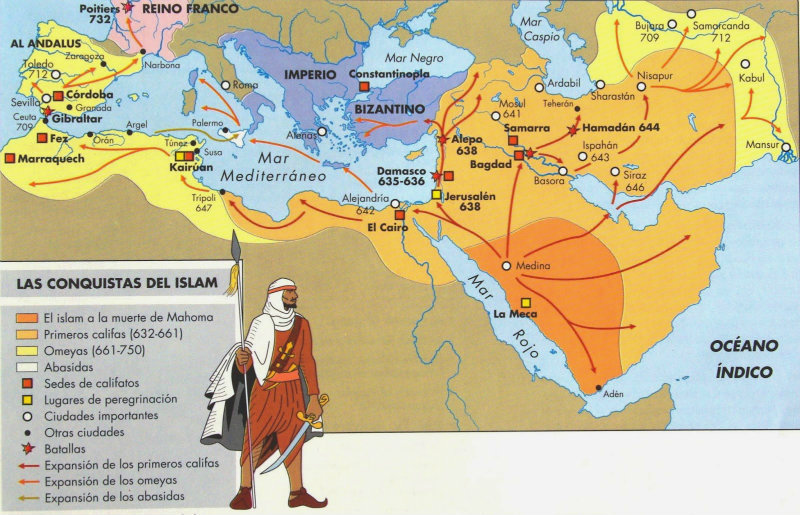 Poitiers
732
REINO FRANCO
AL ANDALUS
Zaragoza
Narbona
Toledo
712
Córdoba
Sevilla
Granada
Ceuta
709
Gibraltar
Fez
Marraquech
Orán
Argel
Túnez
Susa
Kairúan
Palermo
Roma
IMPERIO
BIZANTINO
Constantinopla
Atenas
Mar Negro
Mar
Caspio
Mar
Mediterráneo
Trípoli
647
Alejandría
642
El Cairo
Damasco
635-636
Jerusalén
638
Alepo
638
Mosul
641
Samarra
Bagdad
Ardabil
Teherán
Sharastán
Nisapur
Bujara
709
Samarcanda
712
Kabul
Mansur
Hamadán 644
Ispahán
643
Basora
Siraz
646
Medina
La Meca
Mar
Rojo
Adén
OCÉANO
ÍNDICO
LAS CONQUISTAS DEL ISLAM
El islam a la muerte de Mahoma
Primeros califas (632-661)
Omeyas (661-750)
Abasidas
Sedes de califatos
Lugares de peregrinación
Ciudades importantes
Otras ciudades
Batallas
Expansión de los primeros califas
Expansión de los omeyas
Expansión de los abasidas